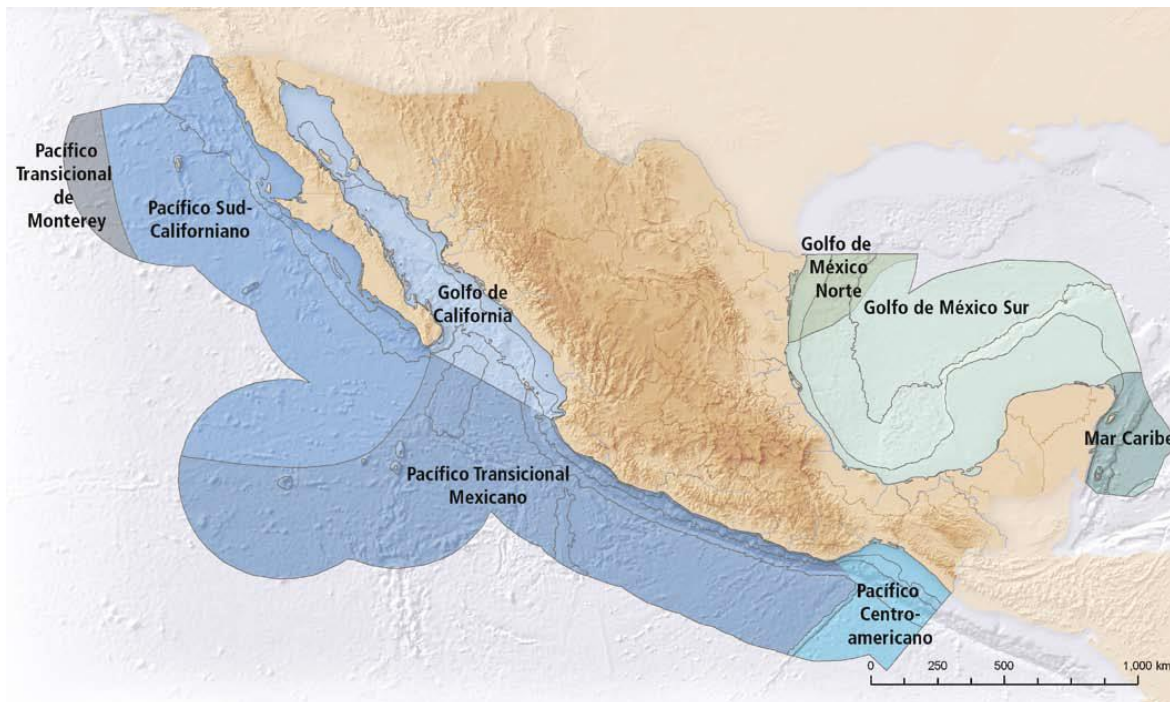 Pacífico
Transicional
de
Monterey
Pacífico Sud-
Californiano
Golfo de
California
Golfo de
México
Norte
Golfo de México Sur
Mar Caribe
Pacífico Transicional
Mexicano
Pacífico
Centro-
americano
0 250 500 1,000 km